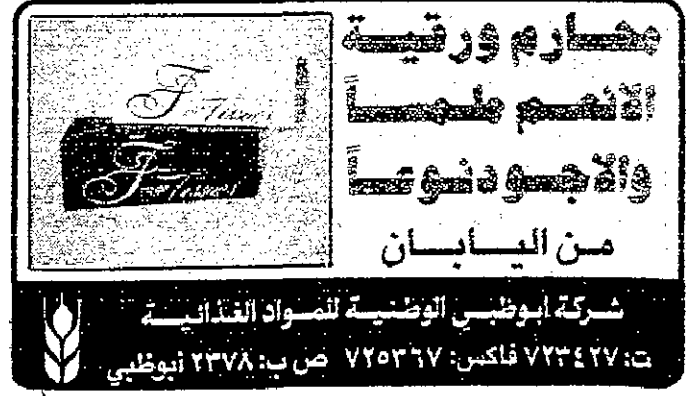 محارم ورقية
الأنعم ملمسا
والأجود نوعا
من اليابان
شركة أبوظبي الوطنية للمواد الغذائية
ت: ٧٢٣٤٢٧ فاكس: ٧٢٥٣٦٧ ص ب: ٢٣٧٨ أبوظبي